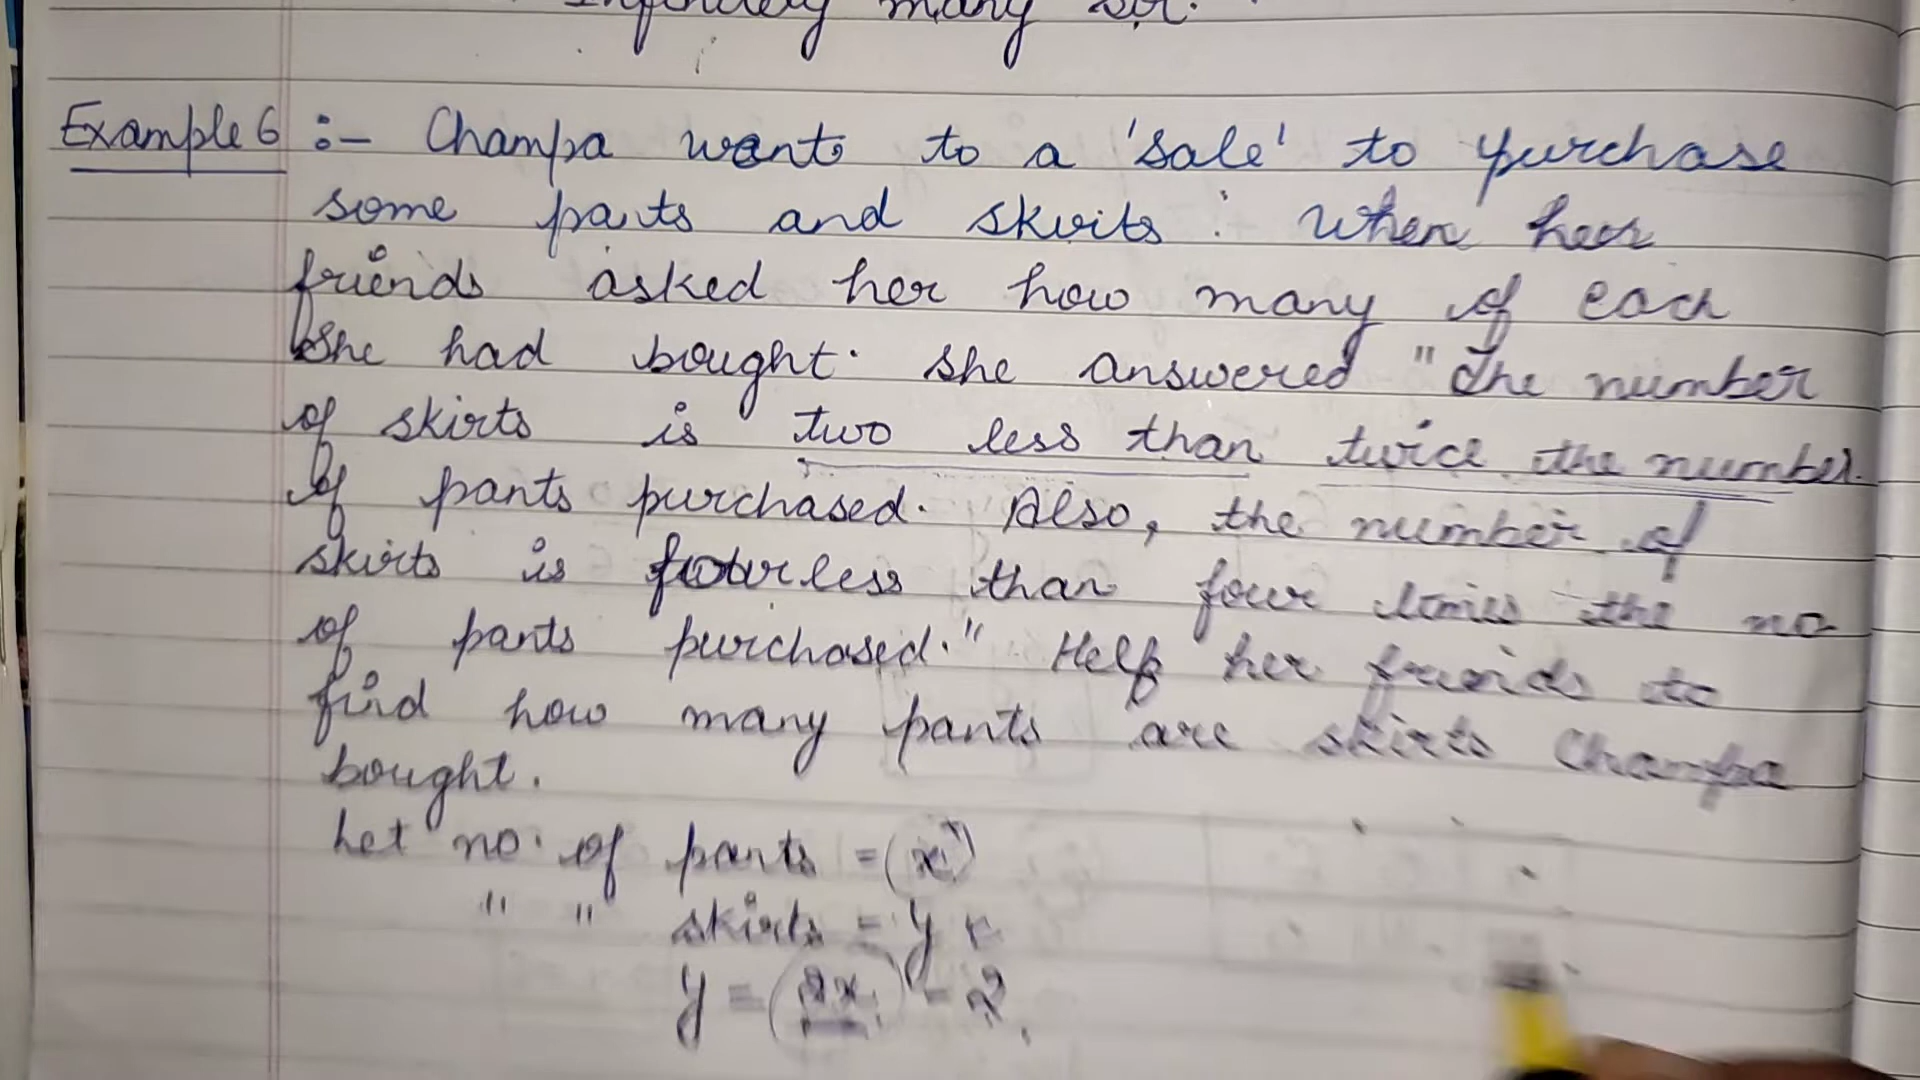 Infinitely many sol.
Example 6 :- Champa wants to a 'sale' to purchase
some pants and skirts. When her
friends asked her how many of each
she had bought. she answered "The number
of skirts is two less than twice the number
of pants purchased. Also, the number of
skirts is four less than four times the no
of pants purchased." Help her friends to
find how many pants are skirts Champa
bought.
Let no. of pants = x
" " skirts = y
y = 2x - 2